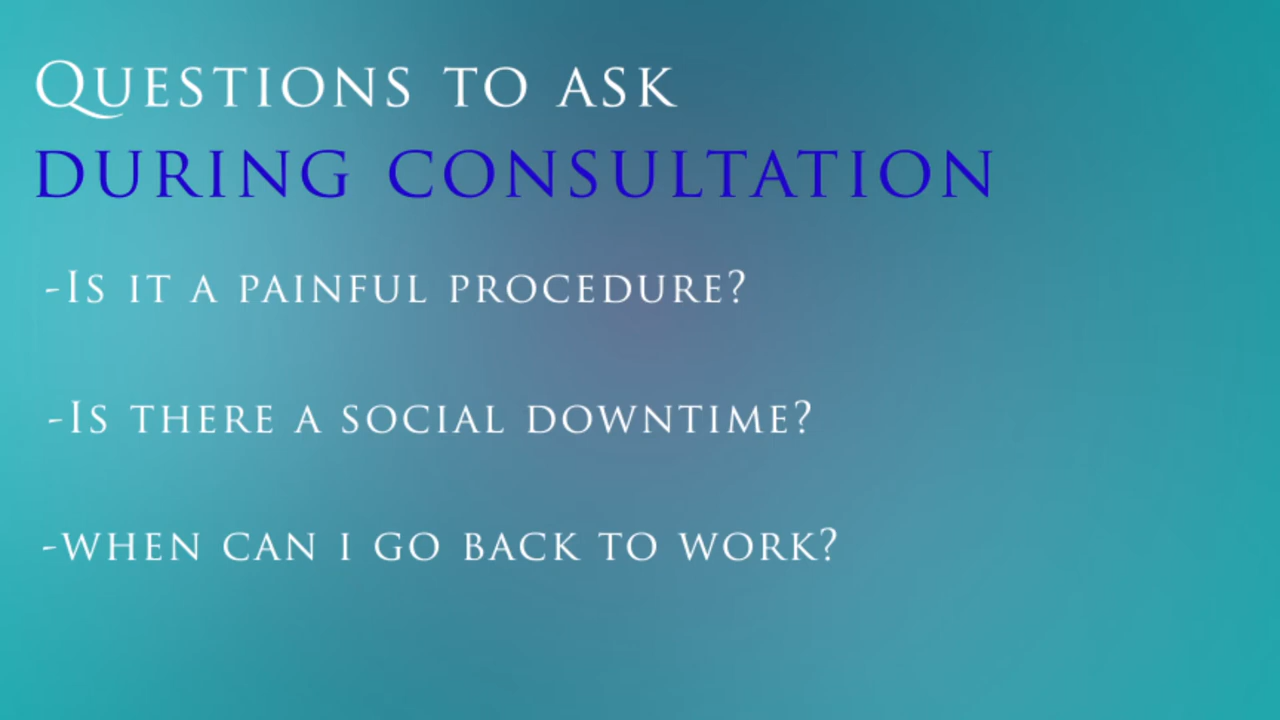 Questions to ask
during consultation
-Is it a painful procedure?
-Is there a social downtime?
-when can i go back to work?